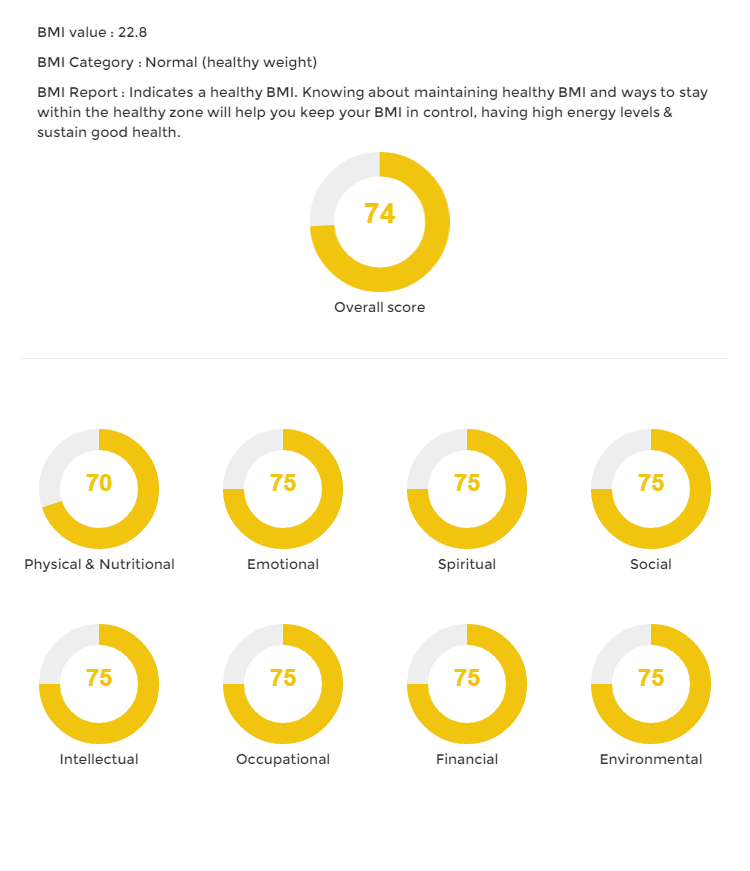 BMI value : 22.8
BMI Category : Normal (healthy weight)
BMI Report : Indicates a healthy BMI. Knowing about maintaining healthy BMI and ways to stay
within the healthy zone will help you keep your BMI in control, having high energy levels &
sustain good health.
74
Overall score
70
75
75
75
Physical & Nutritional
Emotional
Spiritual
Social
75
75
75
75
Intellectual
Occupational
Financial
Environmental